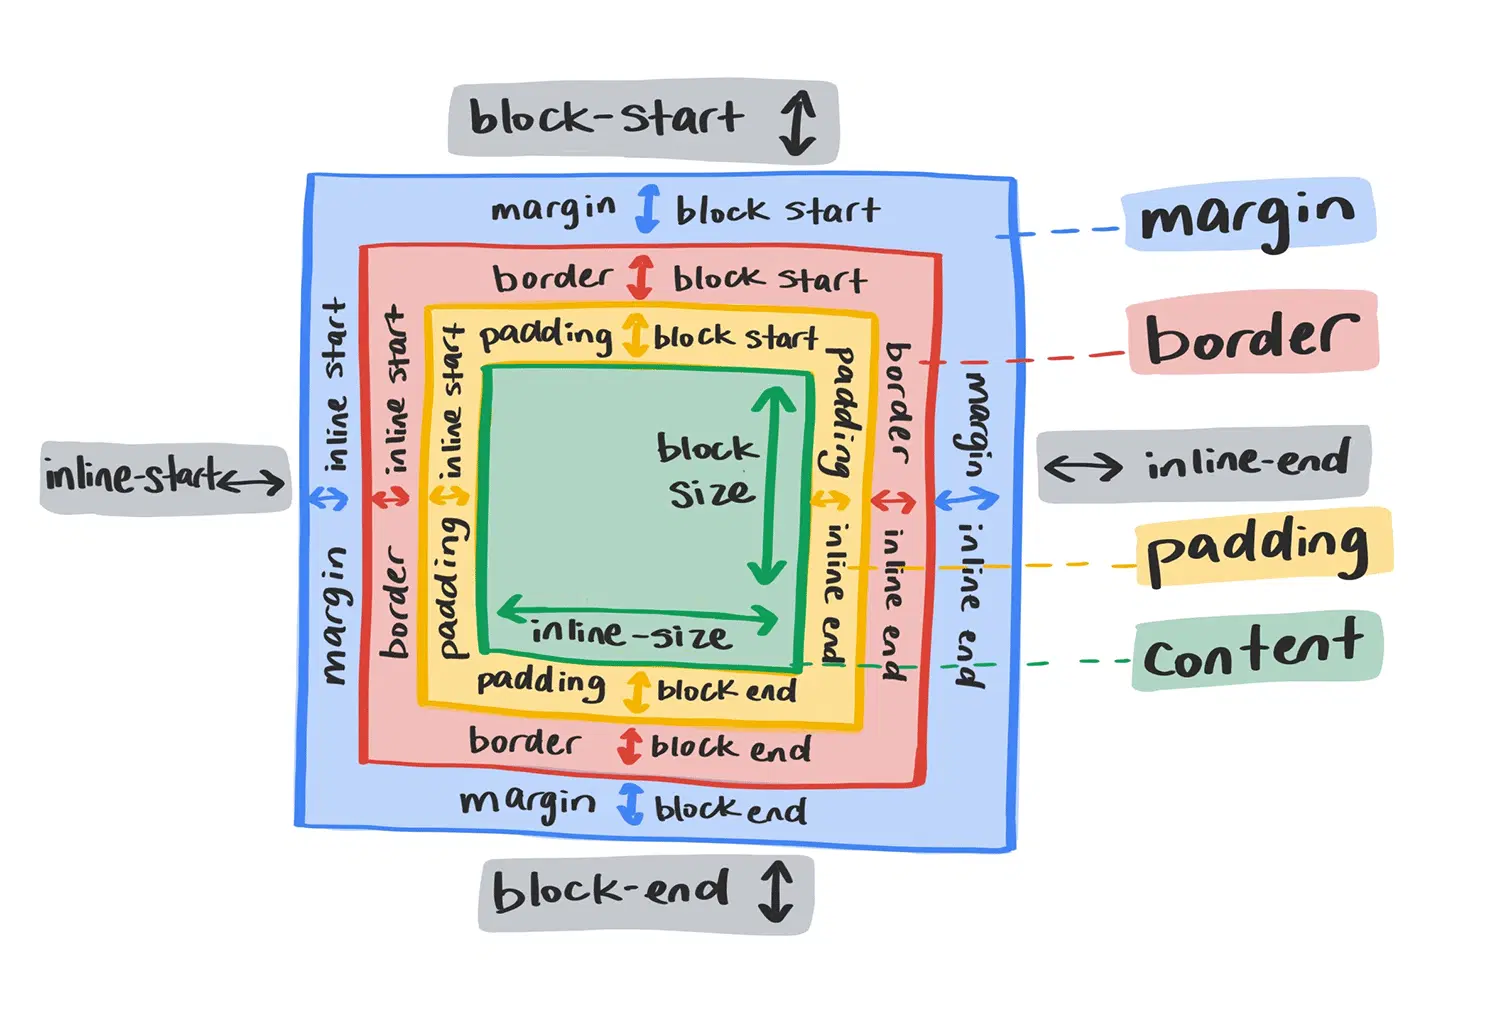 block-start
margin block start
border block start
padding block start
inline-start
margin inline start
border inline start
padding inline start
block
size
inline-size
padding inline end
border inline end
margin inline end
inline-end
padding block end
border block end
margin block end
block-end
margin
border
padding
content